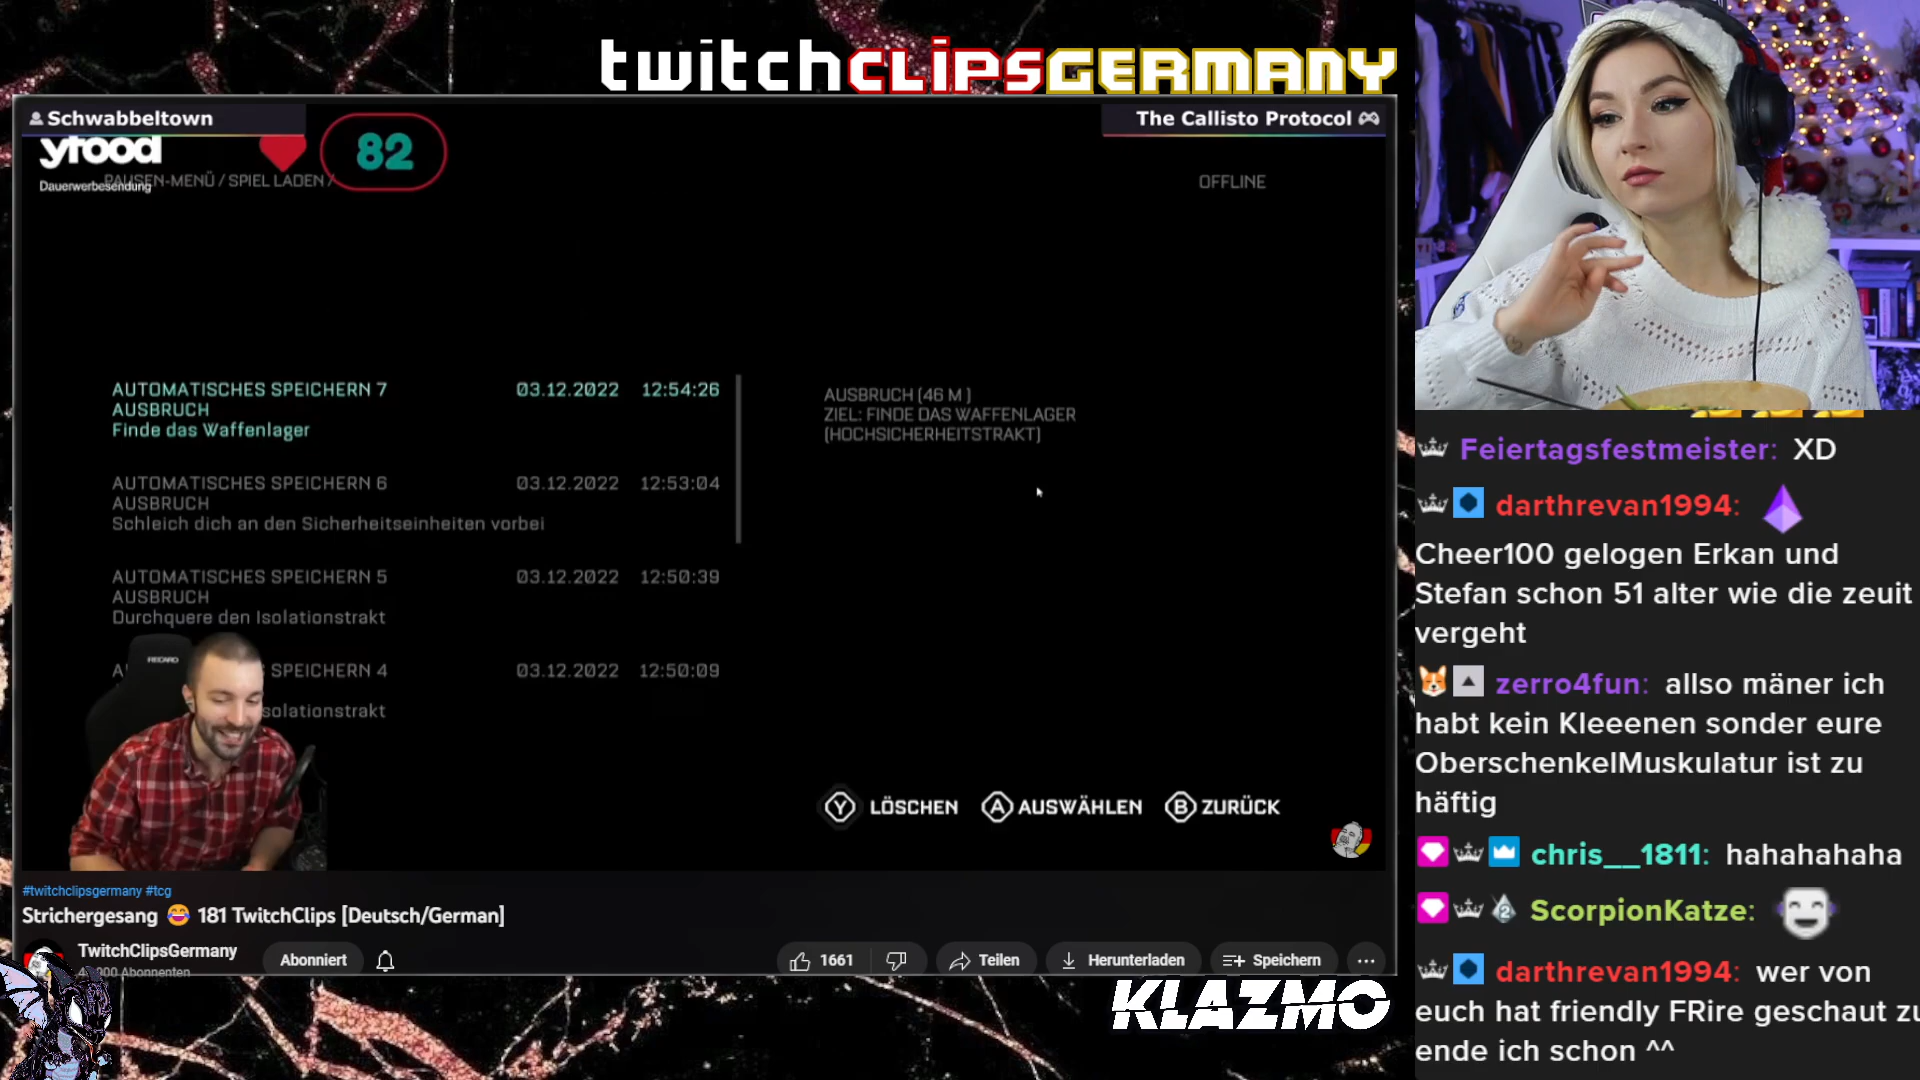 twitchCLIPSGERMANY
Schwabbeltown
The Callisto Protocol
yfood
82
Dauerwerbesendung
PAUSEN-MENÜ / SPIEL LADEN /
OFFLINE
AUTOMATISCHES SPEICHERN 7 03.12.2022 12:54:26
AUSBRUCH
Finde das Waffenlager
AUSBRUCH (46 M )
ZIEL: FINDE DAS WAFFENLAGER
(HOCHSICHERHEITSTRAKT)
AUTOMATISCHES SPEICHERN 6 03.12.2022 12:53:04
AUSBRUCH
Schleich dich an den Sicherheitseinheiten vorbei
AUTOMATISCHES SPEICHERN 5 03.12.2022 12:50:39
AUSBRUCH
Durchquere den Isolationstrakt
SPEICHERN 4 03.12.2022 12:50:09
solationstrakt
RECARO
Y LÖSCHEN A AUSWÄHLEN B ZURÜCK
#twitchclipsgermany #tcg
Strichergesang 😂 181 TwitchClips [Deutsch/German]
TwitchClipsGermany
Abonnenten
Abonniert
1661
Teilen
Herunterladen
Speichern
KLAZMO
Feiertagsfestmeister: XD
darthrevan1994:
Cheer100 gelogen Erkan und
Stefan schon 51 alter wie die zeuit
vergeht
zerro4fun: allso mäner ich
habt kein Kleeenen sonder eure
OberschenkelMuskulatur ist zu
häftig
chris__1811: hahahahaha
2 ScorpionKatze:
darthrevan1994: wer von
euch hat friendly FRire geschaut zu
ende ich schon ^^